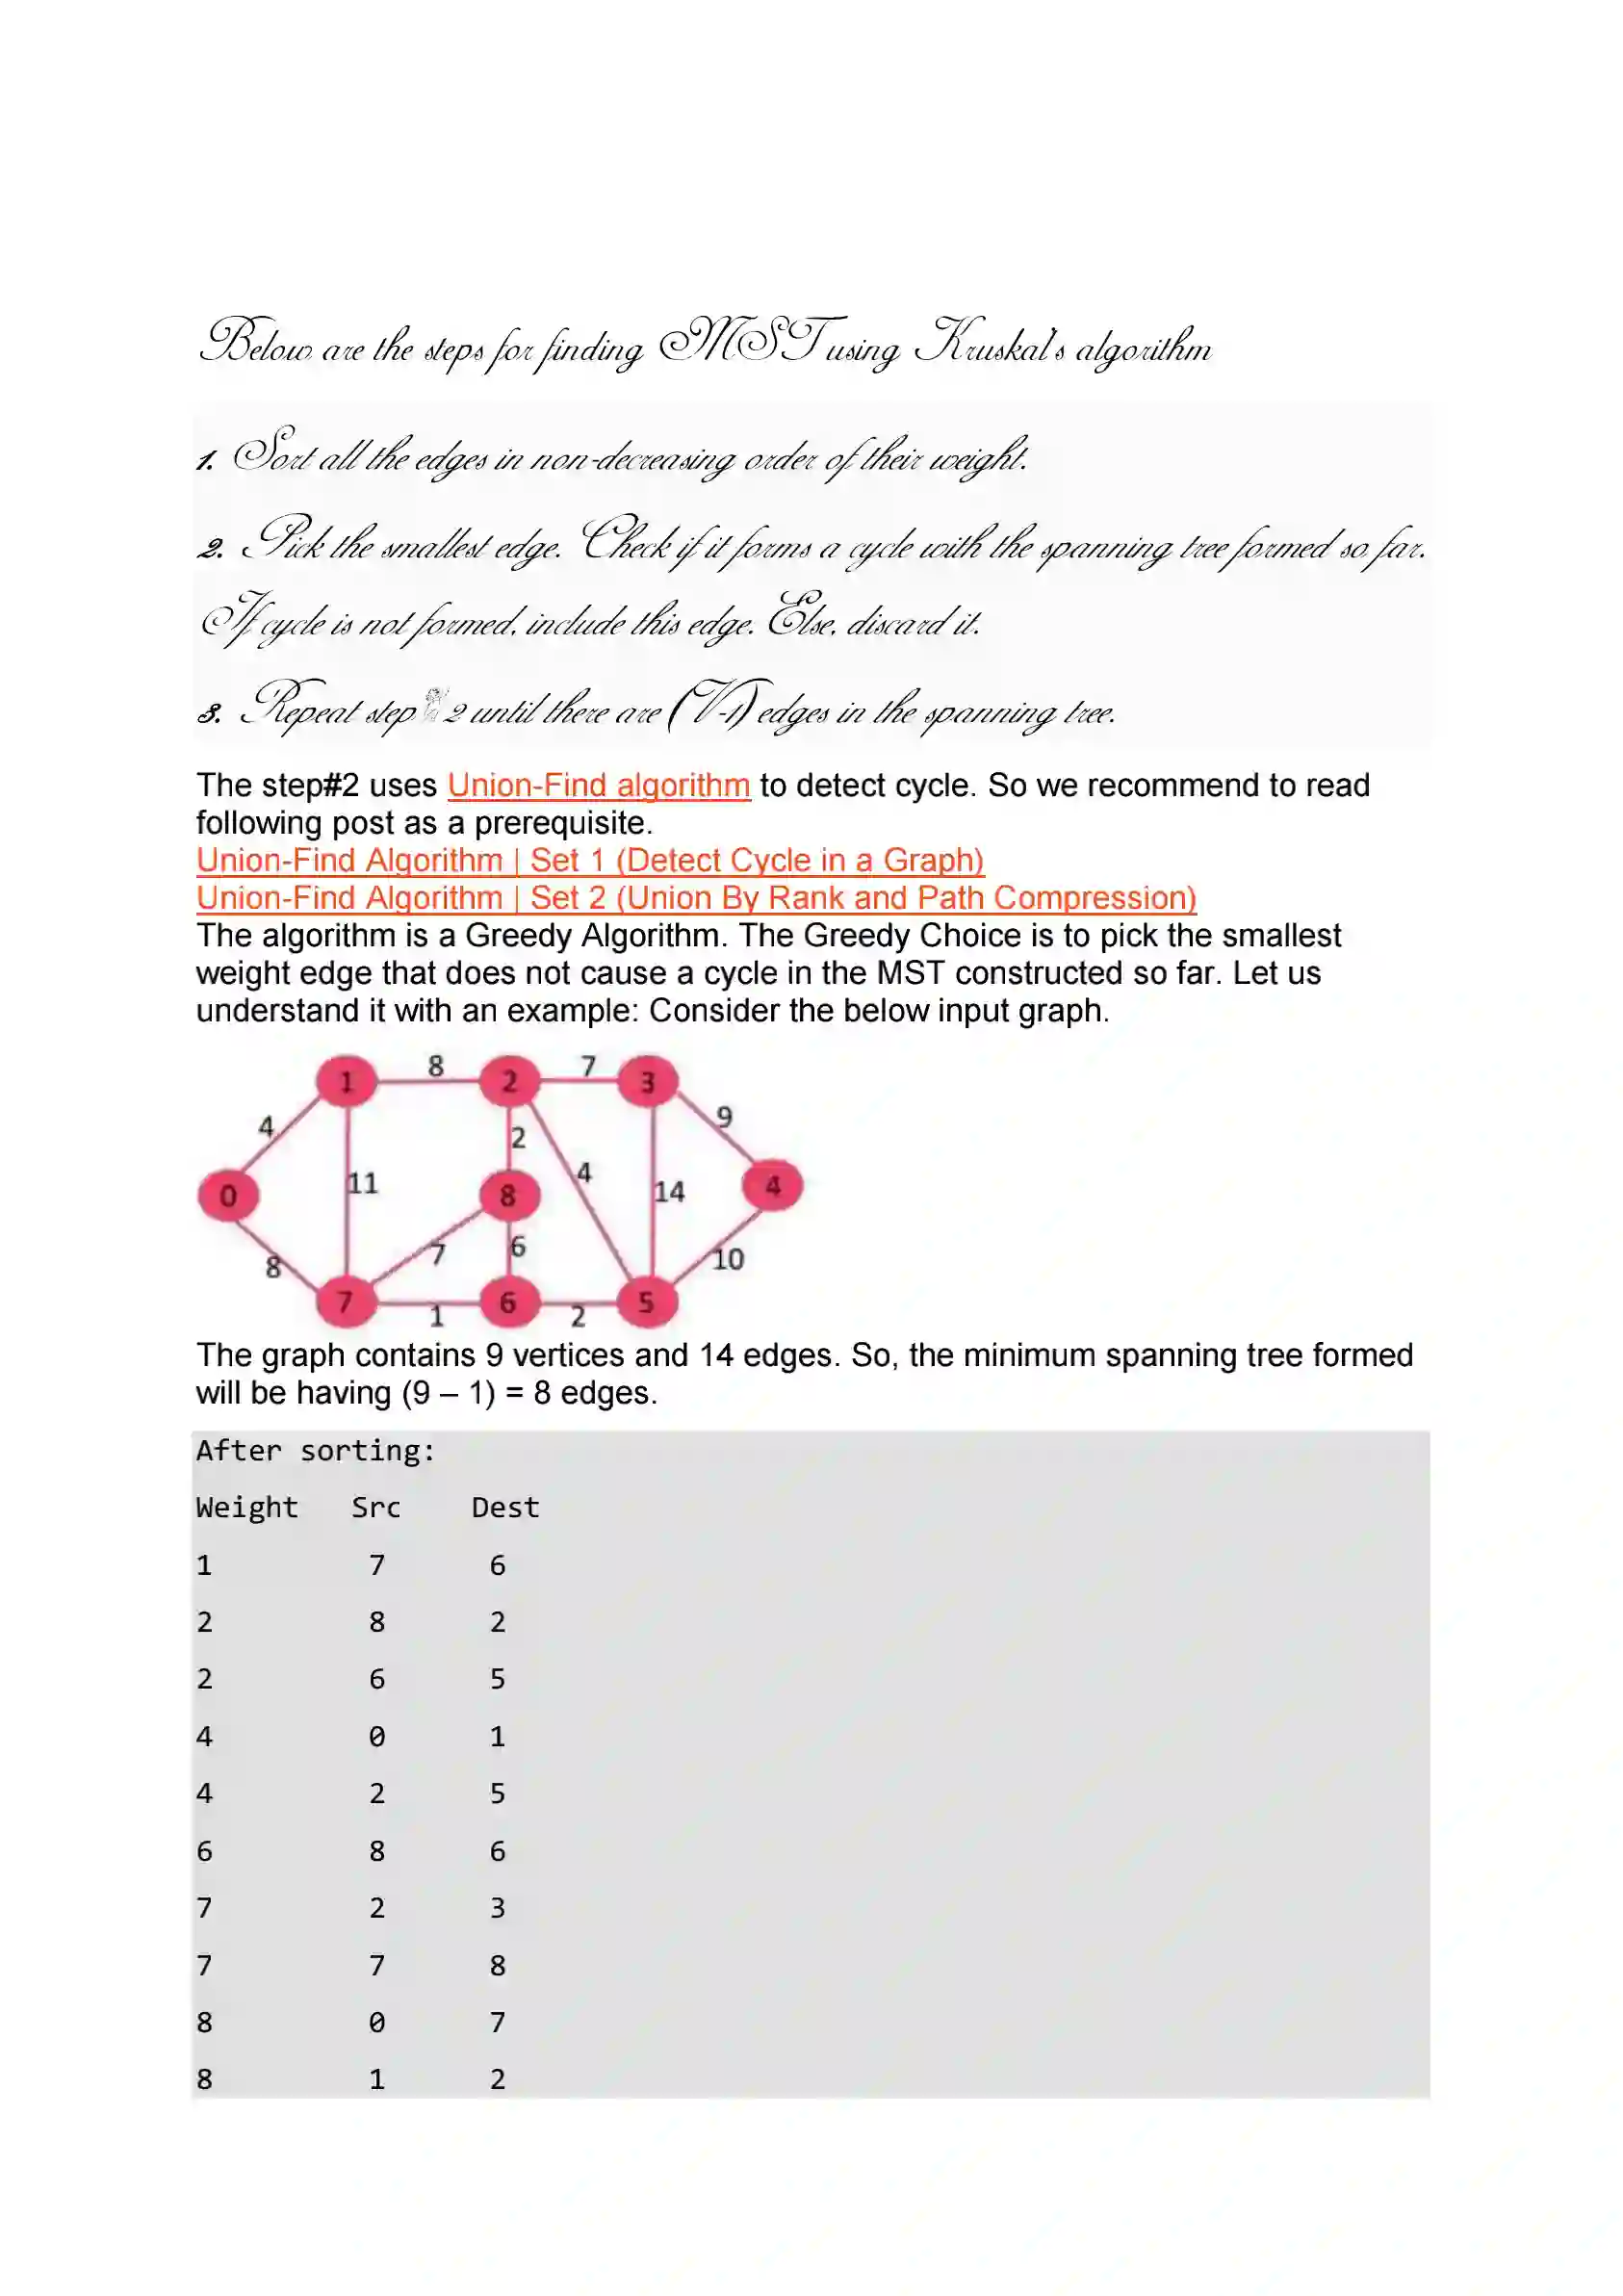 Below are the steps for finding MST using Kruskal's algorithm
1. Sort all the edges in non-decreasing order of their weight.
2. Pick the smallest edge. Check if it forms a cycle with the spanning tree formed so far.
If cycle is not formed, include this edge. Else, discard it.
3. Repeat step 2 until there are (V-1) edges in the spanning tree.
The step#2 uses Union-Find algorithm to detect cycle. So we recommend to read
following post as a prerequisite.
Union-Find Algorithm | Set 1 (Detect Cycle in a Graph)
Union-Find Algorithm | Set 2 (Union By Rank and Path Compression)
The algorithm is a Greedy Algorithm. The Greedy Choice is to pick the smallest
weight edge that does not cause a cycle in the MST constructed so far. Let us
understand it with an example: Consider the below input graph.
1 8 2 7 3
4 2 9
0 11 8 4 14 4
8 7 6 10
7 1 6 2 5
The graph contains 9 vertices and 14 edges. So, the minimum spanning tree formed
will be having (9 – 1) = 8 edges.
After sorting:
Weight Src Dest
1 7 6
2 8 2
2 6 5
4 0 1
4 2 5
6 8 6
7 2 3
7 7 8
8 0 7
8 1 2